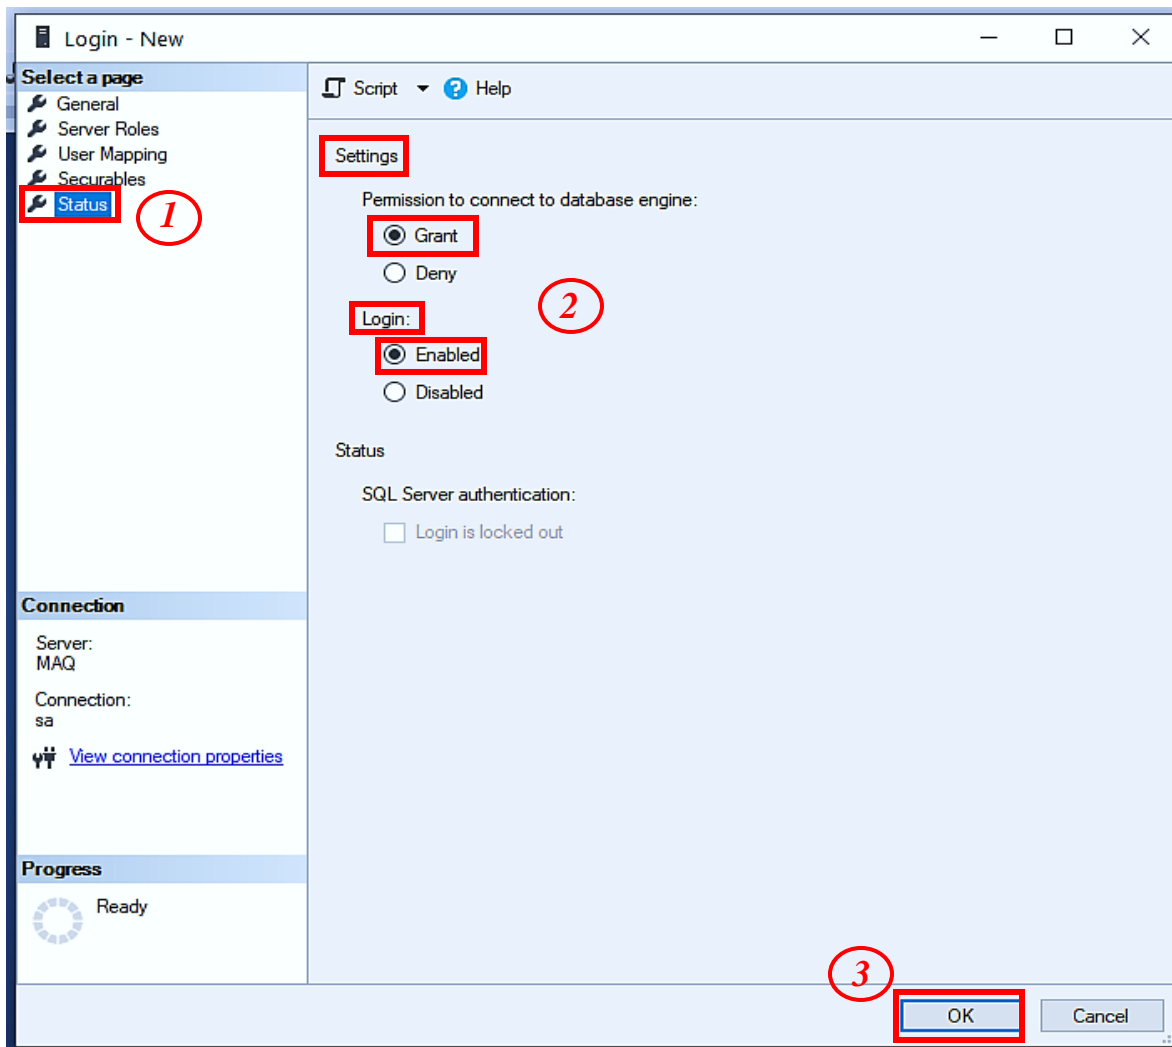 Login - New
Select a page
General
Server Roles
User Mapping
Securables
Status
1
Script
Help
Settings
Permission to connect to database engine:
Grant
Deny
2
Login:
Enabled
Disabled
Status
SQL Server authentication:
Login is locked out
Connection
Server:
MAQ
Connection:
sa
View connection properties
Progress
Ready
3
OK
Cancel